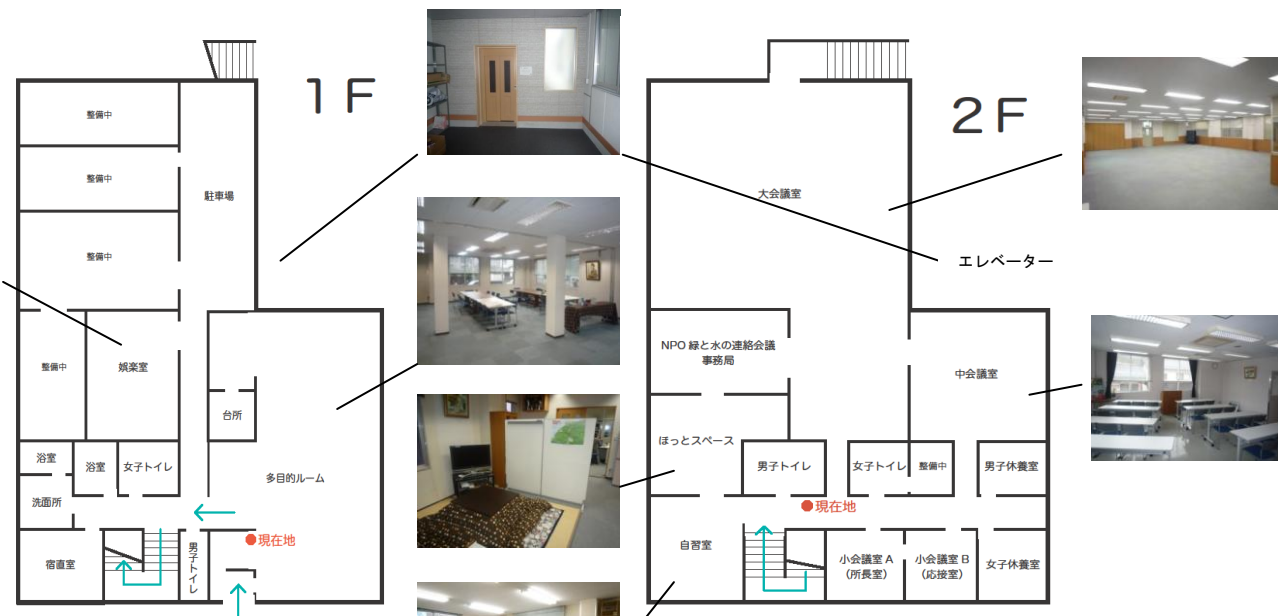 1F
整備中
整備中
駐車場
整備中
整備中
娯楽室
台所
浴室
浴室
女子トイレ
洗面所
多目的ルーム
現在地
宿直室
男子トイレ
2F
大会議室
エレベーター
NPO 緑と水の連絡会議
事務局
中会議室
ほっとスペース
男子トイレ
女子トイレ
整備中
男子休養室
現在地
自習室
小会議室 A
(所長室)
小会議室 B
(応接室)
女子休養室